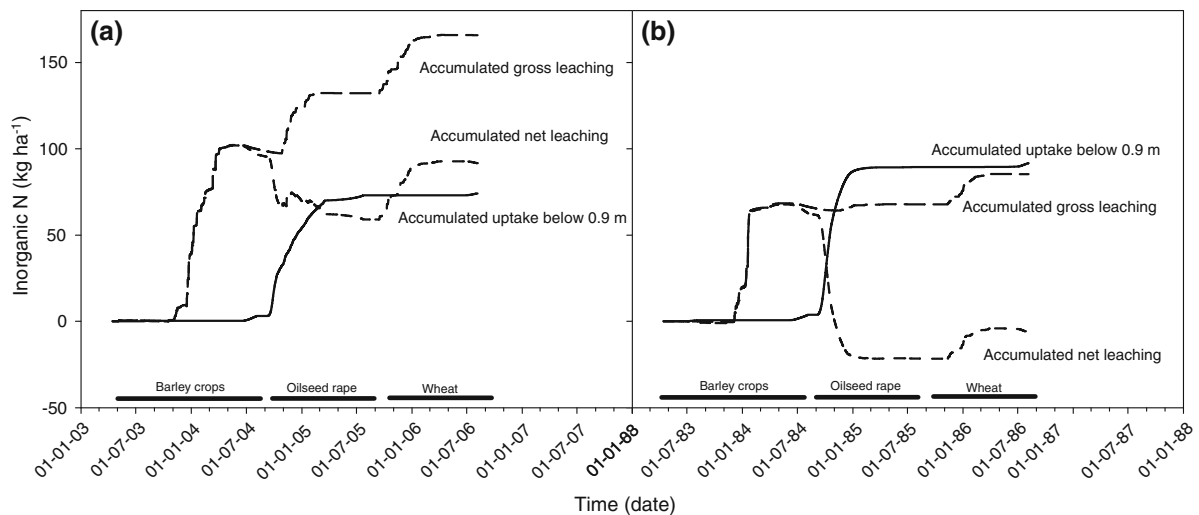 (a)
(b)
Inorganic N (kg ha-1)
150
100
50
0
-50
Accumulated gross leaching
Accumulated net leaching
Accumulated uptake below 0.9 m
Barley crops
Oilseed rape
Wheat
Accumulated uptake below 0.9 m
Accumulated gross leaching
Accumulated net leaching
Barley crops
Oilseed rape
Wheat
01-01-03
01-07-03
01-01-04
01-07-04
01-01-05
01-07-05
01-01-06
01-07-06
01-01-07
01-07-07
01-07-83
01-01-84
01-07-84
01-01-85
01-07-85
01-01-86
01-07-86
01-01-87
01-07-87
01-01-88
Time (date)